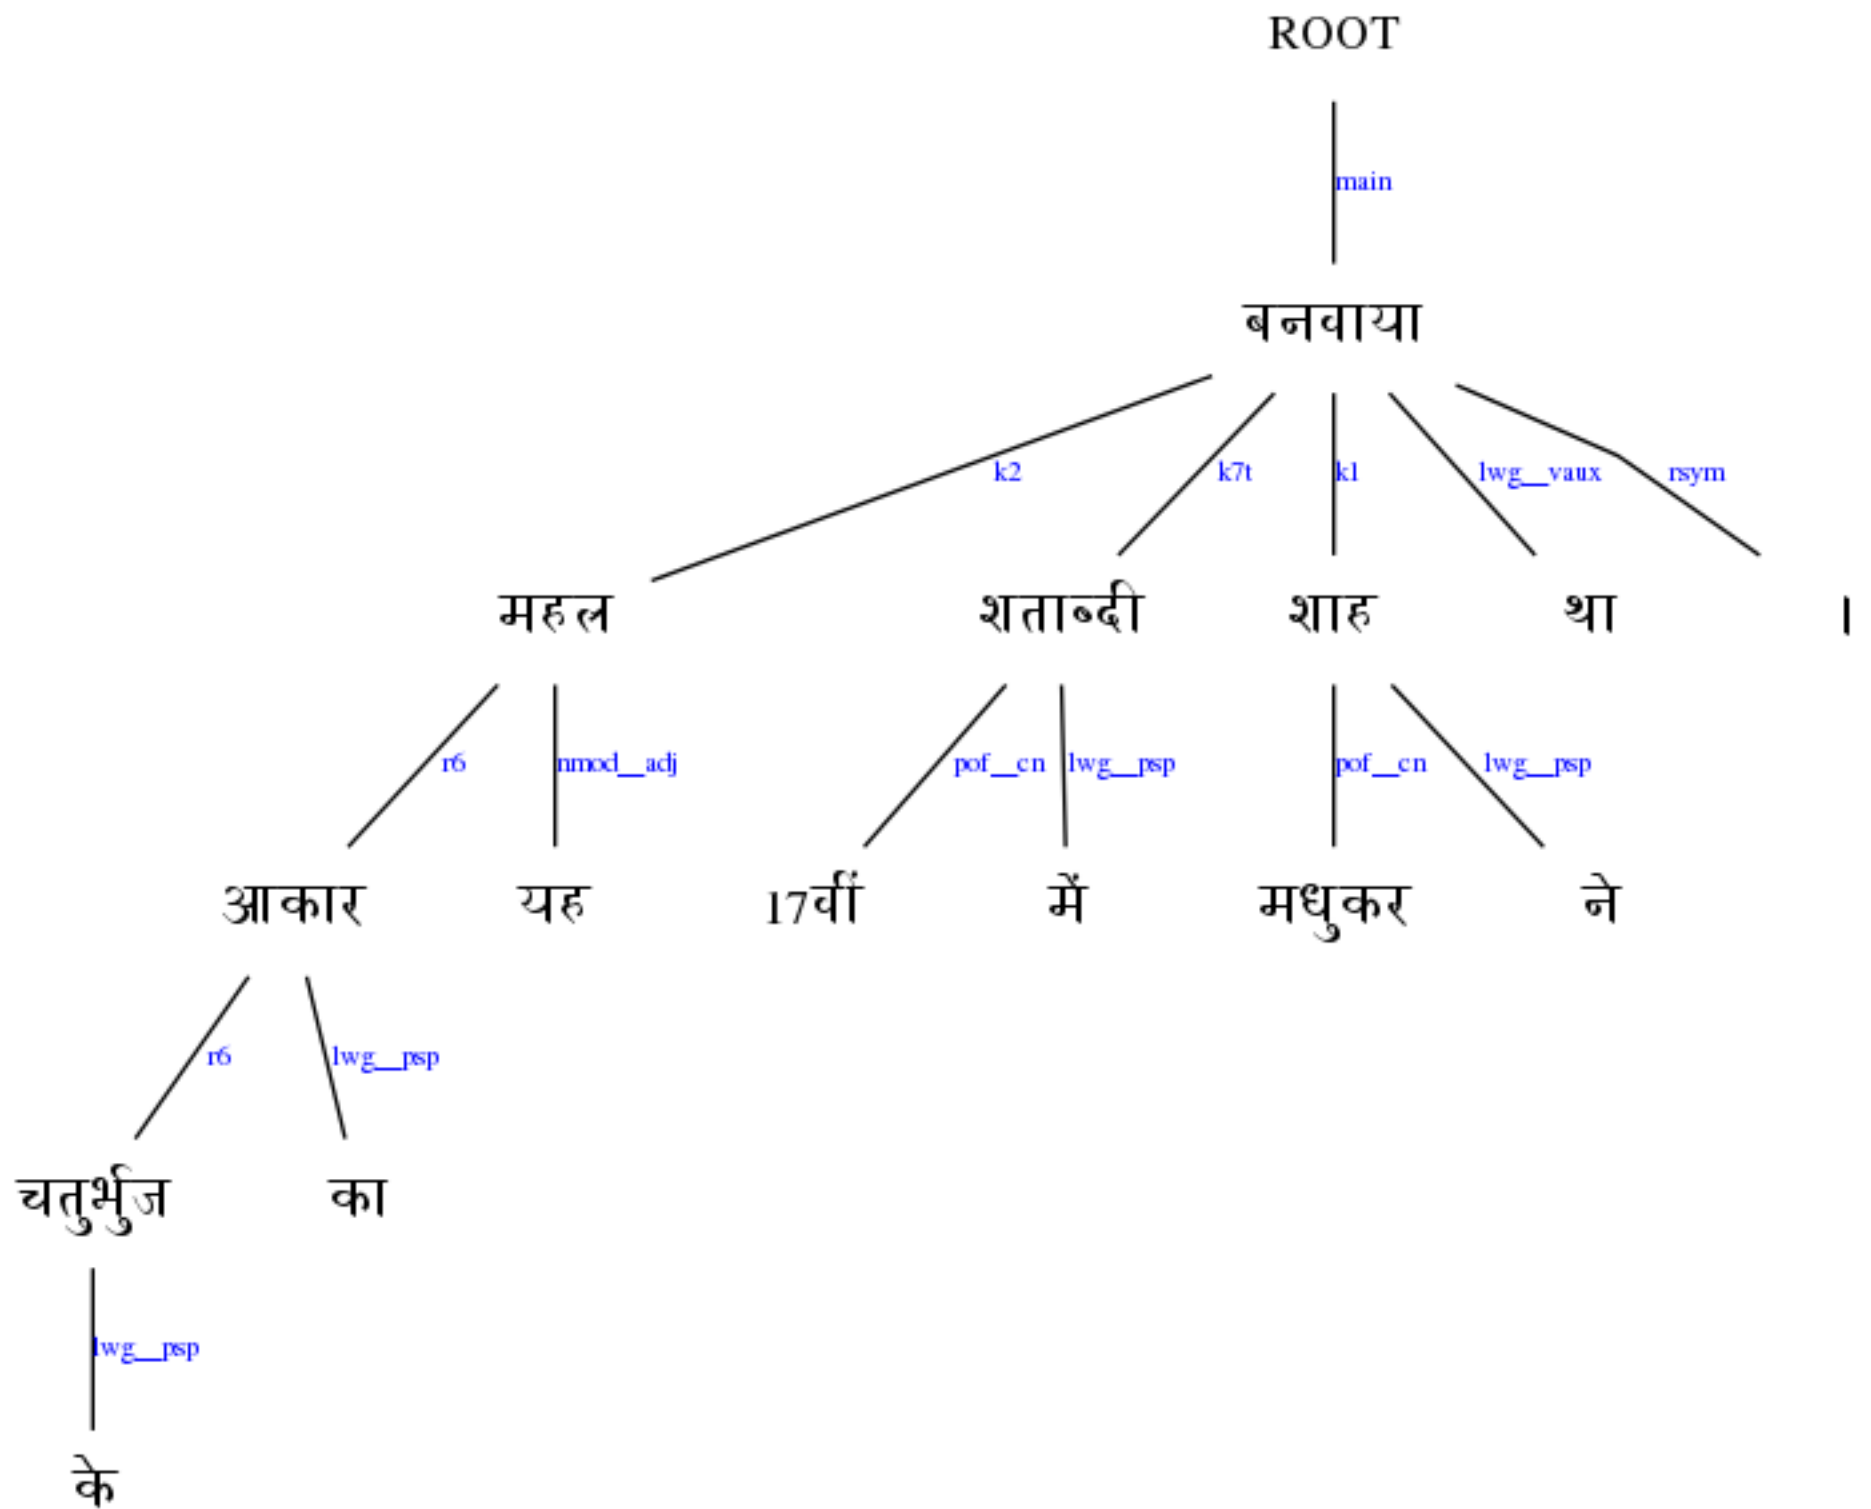 ROOT
main
बनवाया
k2 k7t k1 lwg__vaux rsym
महल शताब्दी शाह था ।
r6 nmod__adj pof__cn lwg__psp pof__cn lwg__psp
आकार यह 17वीं में मधुकर ने
r6 lwg__psp
चतुर्भुज का
lwg__psp
के